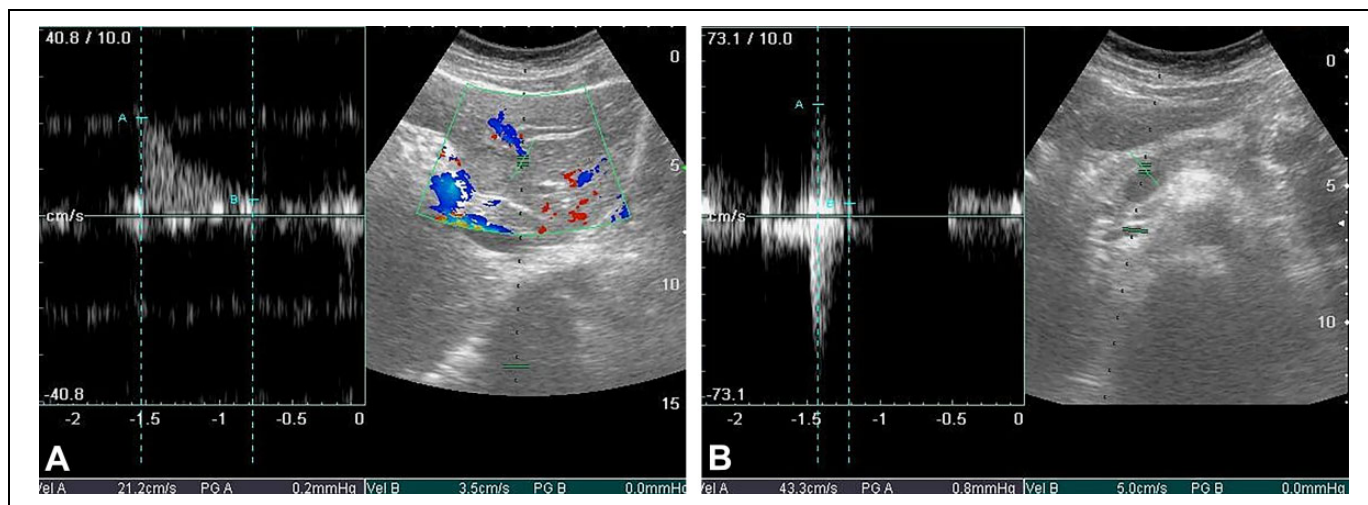 40.8 / 10.0
A
B
cm/s
-40.8
-2 -1.5 -1 -0.5 0
0
5
10
15
A
Vel A 21.2cm/s PG A 0.2mmHg Vel B 3.5cm/s PG B 0.0mmHg
73.1 / 10.0
A
B
cm/s
-73.1
-2 -1.5 -1 -0.5 0
0
5
10
B
Vel A 43.3cm/s PG A 0.8mmHg Vel B 5.0cm/s PG B 0.0mmHg